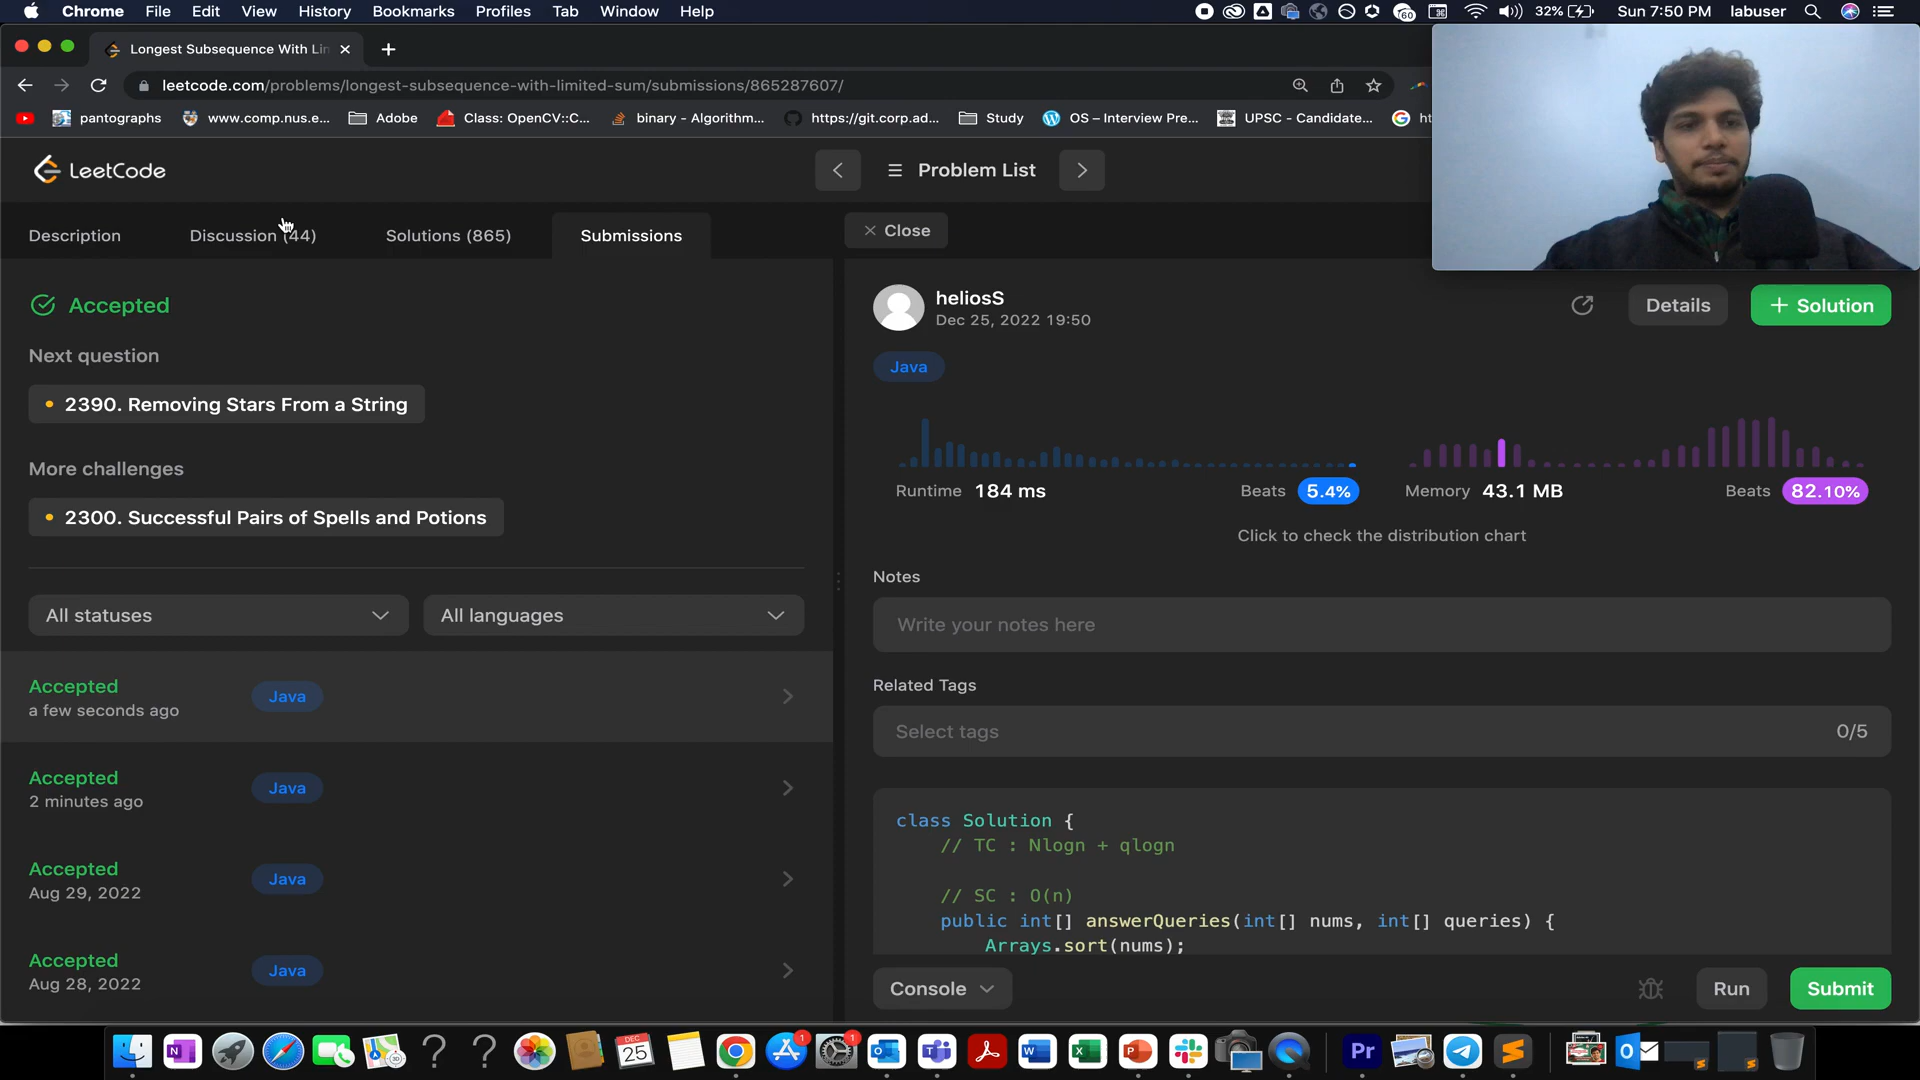 Chrome File Edit View History Bookmarks Profiles Tab Window Help 60 32% Sun 7:50 PM labuser
Longest Subsequence With Lin
leetcode.com/problems/longest-subsequence-with-limited-sum/submissions/865287607/
pantographs www.comp.nus.e... Adobe Class: OpenCV::C... binary - Algorithm... https://git.corp.ad... Study OS – Interview Pre... UPSC - Candidate... ht
LeetCode Problem List
Description Discussion (44) Solutions (865) Submissions Close
Accepted
Next question
2390. Removing Stars From a String
More challenges
2300. Successful Pairs of Spells and Potions
All statuses All languages
Accepted
a few seconds ago
Java
Accepted
2 minutes ago
Java
Accepted
Aug 29, 2022
Java
Accepted
Aug 28, 2022
Java
heliosS
Dec 25, 2022 19:50
Details + Solution
Java
Runtime 184 ms Beats 5.4% Memory 43.1 MB Beats 82.10%
Click to check the distribution chart
Notes
Write your notes here
Related Tags
Select tags 0/5
class Solution {
// TC : Nlogn + qlogn
// SC : O(n)
public int[] answerQueries(int[] nums, int[] queries) {
Arrays.sort(nums);
Console Run Submit
DEC
25
1
1